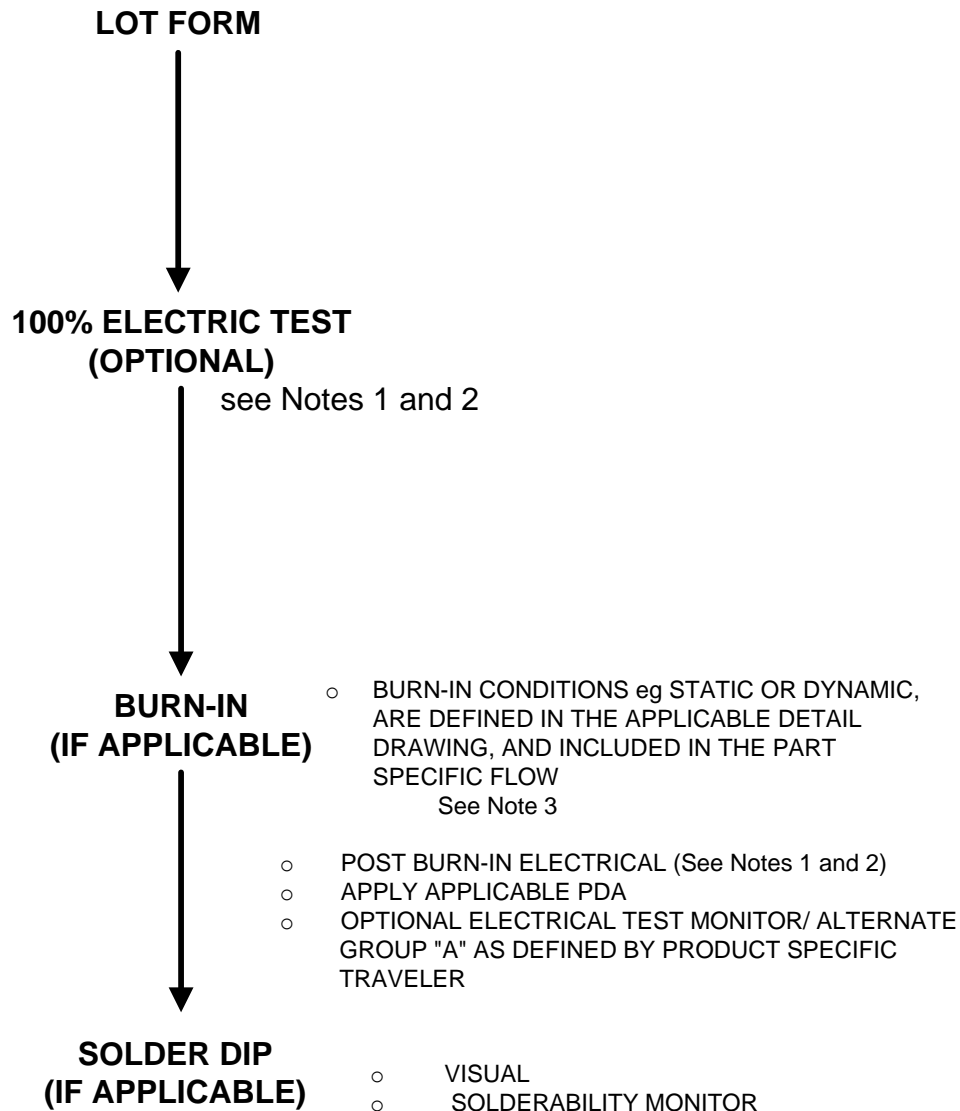 LOT FORM
100% ELECTRIC TEST
(OPTIONAL)
see Notes 1 and 2
BURN-IN
(IF APPLICABLE)
o BURN-IN CONDITIONS eg STATIC OR DYNAMIC,
ARE DEFINED IN THE APPLICABLE DETAIL
DRAWING, AND INCLUDED IN THE PART
SPECIFIC FLOW
See Note 3
o POST BURN-IN ELECTRICAL (See Notes 1 and 2)
o APPLY APPLICABLE PDA
o OPTIONAL ELECTRICAL TEST MONITOR/ ALTERNATE
GROUP "A" AS DEFINED BY PRODUCT SPECIFIC
TRAVELER
SOLDER DIP
(IF APPLICABLE)
o VISUAL
o SOLDERABILITY MONITOR